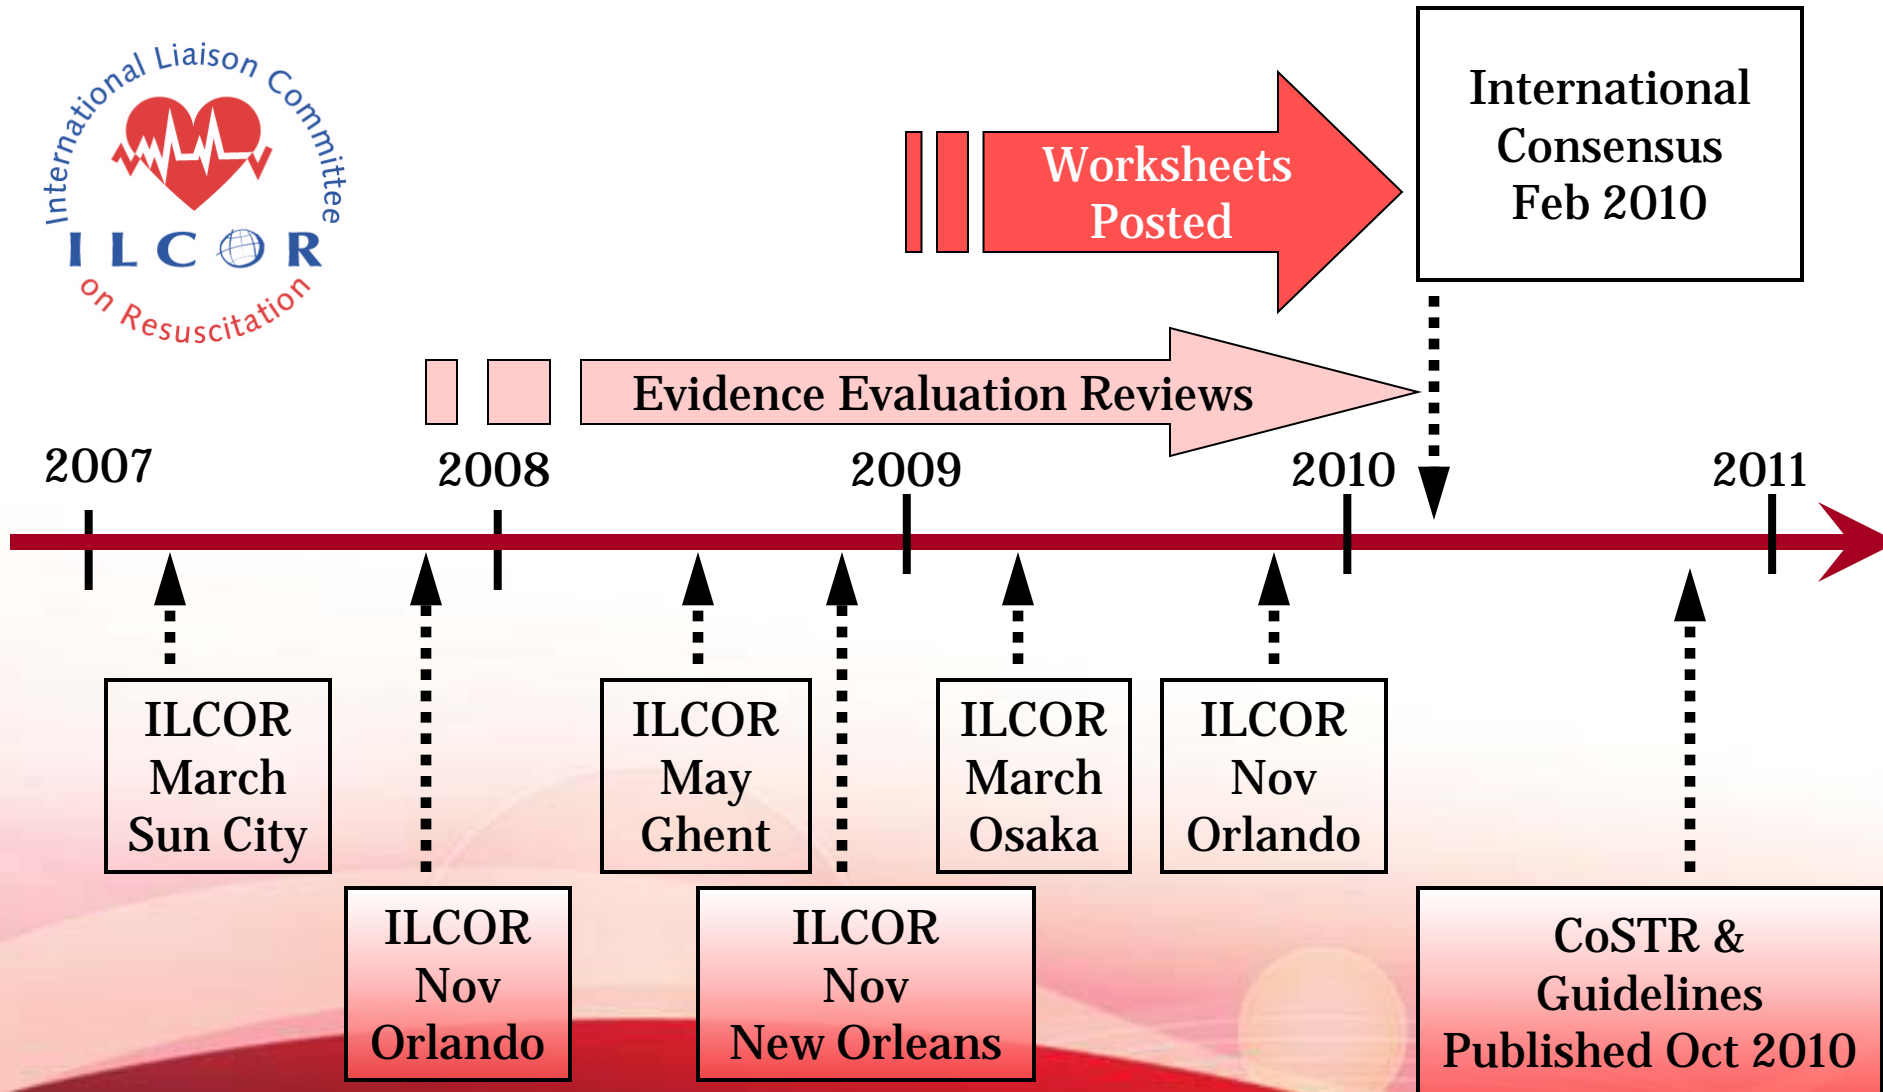 International Liaison Committee
ILCOR
on Resuscitation
Worksheets
Posted
International
Consensus
Feb 2010
Evidence Evaluation Reviews
2007
2008
2009
2010
2011
ILCOR
March
Sun City
ILCOR
Nov
Orlando
ILCOR
May
Ghent
ILCOR
Nov
New Orleans
ILCOR
March
Osaka
ILCOR
Nov
Orlando
CoSTR &
Guidelines
Published Oct 2010